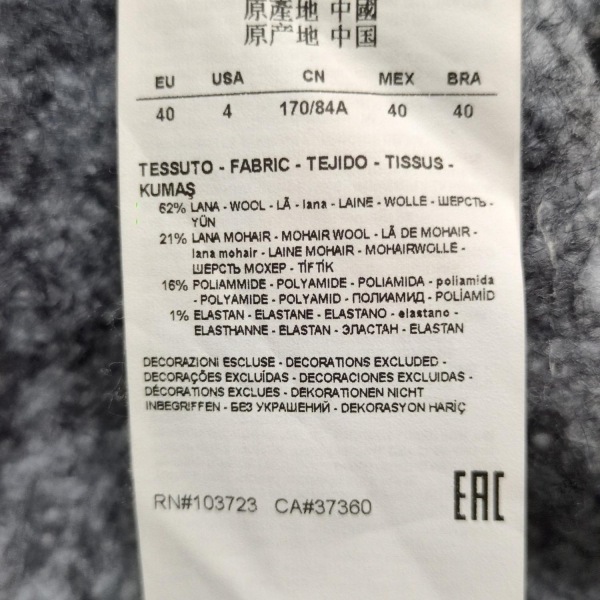 原產地 中國
原产地 中国
EU USA CN MEX BRA
40 4 170/84A 40 40
TESSUTO - FABRIC - TEJIDO - TISSUS -
KUMAŞ
62% LANA - WOOL - LÃ - lana - LAINE - WOLLE - ШЕРСТЬ -
YÜN
21% LANA MOHAIR - MOHAIR WOOL - LÃ DE MOHAIR -
lana mohair - LAINE MOHAIR - MOHAIRWOLLE -
ШЕРСТЬ МОХЕР - TİFTİK
16% POLIAMMIDE - POLYAMIDE - POLIAMIDA - poliamida
- POLYAMIDE - POLYAMID - ПОЛИАМИД - POLİAMİD
1% ELASTAN - ELASTANE - ELASTANO - elastano -
ELASTHANNE - ELASTAN - ЭЛАСТАН - ELASTAN
DECORAZIONI ESCLUSE - DECORATIONS EXCLUDED -
DECORAÇÕES EXCLUÍDAS - DECORACIONES EXCLUIDAS -
DÉCORATIONS EXCLUES - DEKORATIONEN NICHT
INBEGRIFFEN - БЕЗ УКРАШЕНИЙ - DEKORASYON HARİÇ
RN#103723 CA#37360
EAC